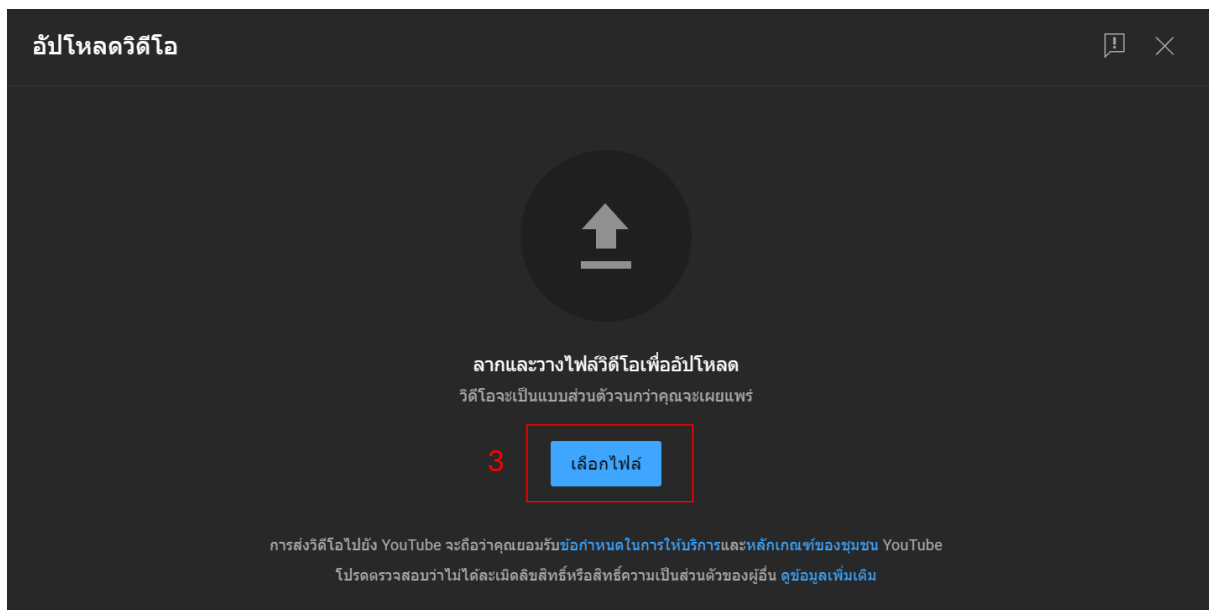 อัปโหลดวิดีโอ
ลากและวางไฟล์วิดีโอเพื่ออัปโหลด
วิดีโอจะเป็นแบบส่วนตัวจนกว่าคุณจะเผยแพร่
3
เลือกไฟล์
การส่งวิดีโอไปยัง YouTube จะถือว่าคุณยอมรับข้อกำหนดในการให้บริการและหลักเกณฑ์ของชุมชน YouTube
โปรดตรวจสอบว่าไม่ได้ละเมิดลิขสิทธิ์หรือสิทธิ์ความเป็นส่วนตัวของผู้อื่น ดูข้อมูลเพิ่มเติม